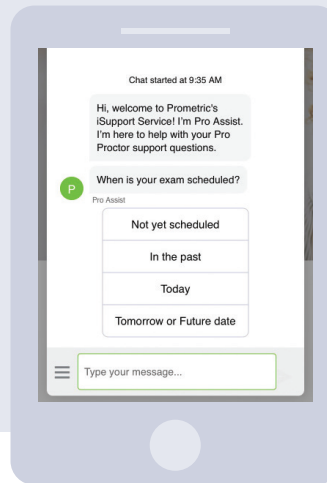 Chat started at 9:35 AM
Hi, welcome to Prometric's
iSupport Service! I'm Pro Assist.
I'm here to help with your Pro
Proctor support questions.
When is your exam scheduled?
P
Pro Assist
Not yet scheduled
In the past
Today
Tomorrow or Future date
Type your message...